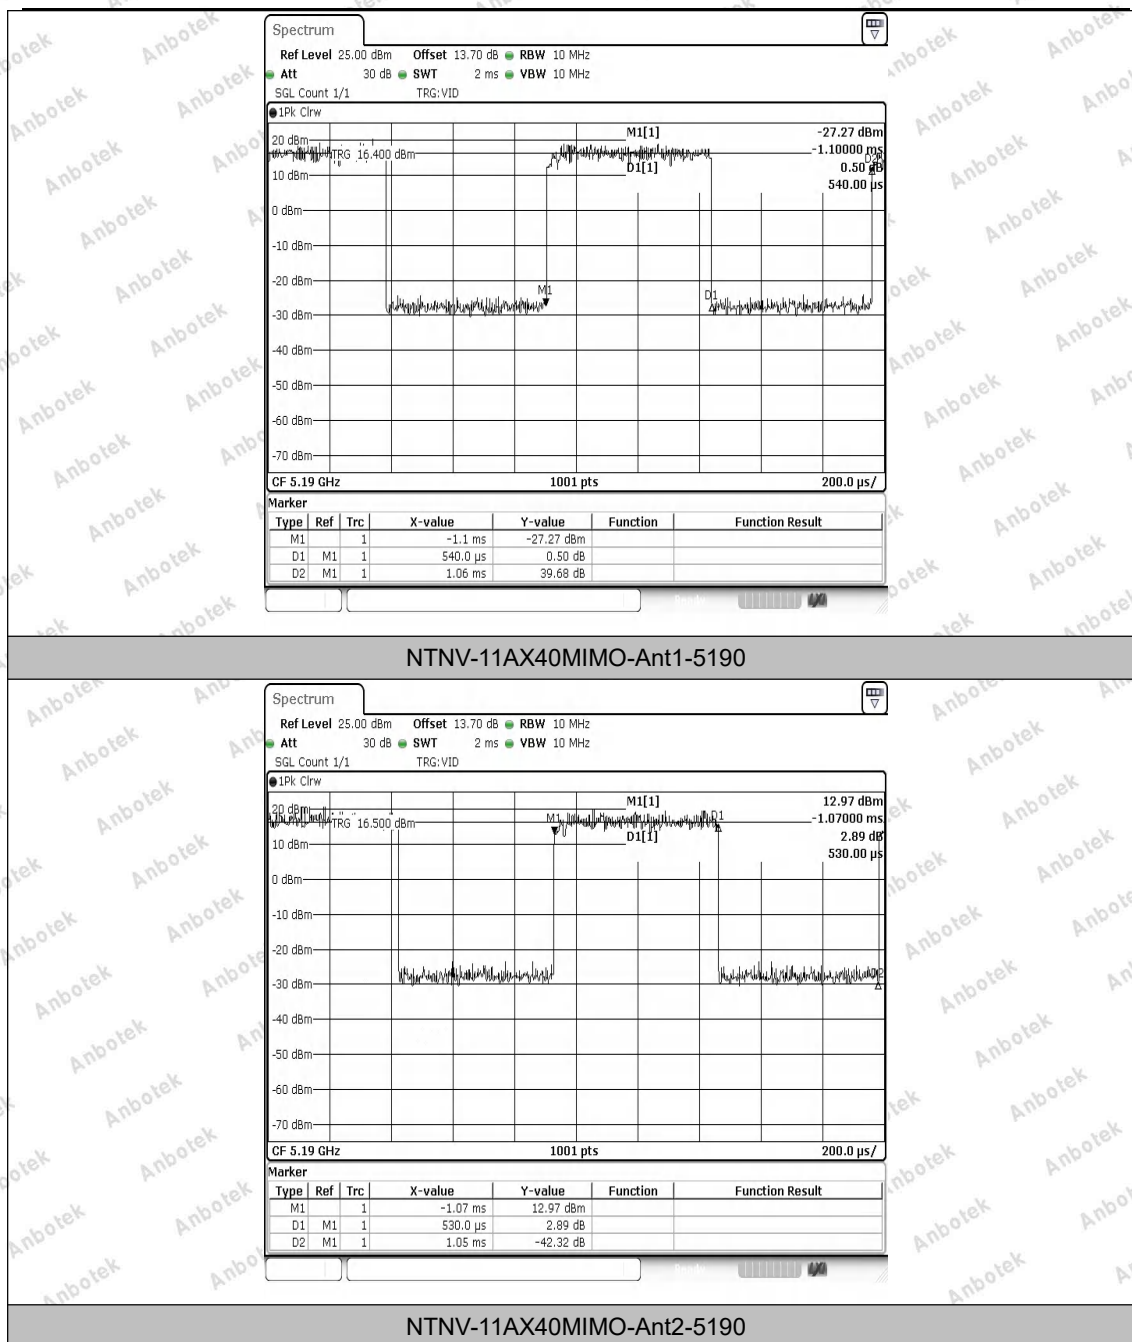 Spectrum
Ref Level 25.00 dBm Offset 13.70 dB RBW 10 MHz
Att 30 dB SWT 2 ms VBW 10 MHz
SGL Count 1/1 TRG:VID
1Pk Clrw
M1[1] -27.27 dBm
20 dBm -1.10000 ms
TRG 16.400 dBm D2
D1[1] 0.50 dB
10 dBm 540.00 µs
0 dBm
-10 dBm
-20 dBm
M1 D1
-30 dBm
-40 dBm
-50 dBm
-60 dBm
-70 dBm
CF 5.19 GHz 1001 pts 200.0 µs/
Marker
Type Ref Trc X-value Y-value Function Function Result
M1 1 -1.1 ms -27.27 dBm
D1 M1 1 540.0 µs 0.50 dB
D2 M1 1 1.06 ms 39.68 dB
Ready
NTNV-11AX40MIMO-Ant1-5190
Spectrum
Ref Level 25.00 dBm Offset 13.70 dB RBW 10 MHz
Att 30 dB SWT 2 ms VBW 10 MHz
SGL Count 1/1 TRG:VID
1Pk Clrw
M1[1] 12.97 dBm
20 dBm -1.07000 ms
TRG 16.500 dBm M1 D1
D1[1] 2.89 dB
10 dBm 530.00 µs
0 dBm
-10 dBm
-20 dBm
D2
-30 dBm
-40 dBm
-50 dBm
-60 dBm
-70 dBm
CF 5.19 GHz 1001 pts 200.0 µs/
Marker
Type Ref Trc X-value Y-value Function Function Result
M1 1 -1.07 ms 12.97 dBm
D1 M1 1 530.0 µs 2.89 dB
D2 M1 1 1.05 ms -42.32 dB
Ready
NTNV-11AX40MIMO-Ant2-5190
Anbotek